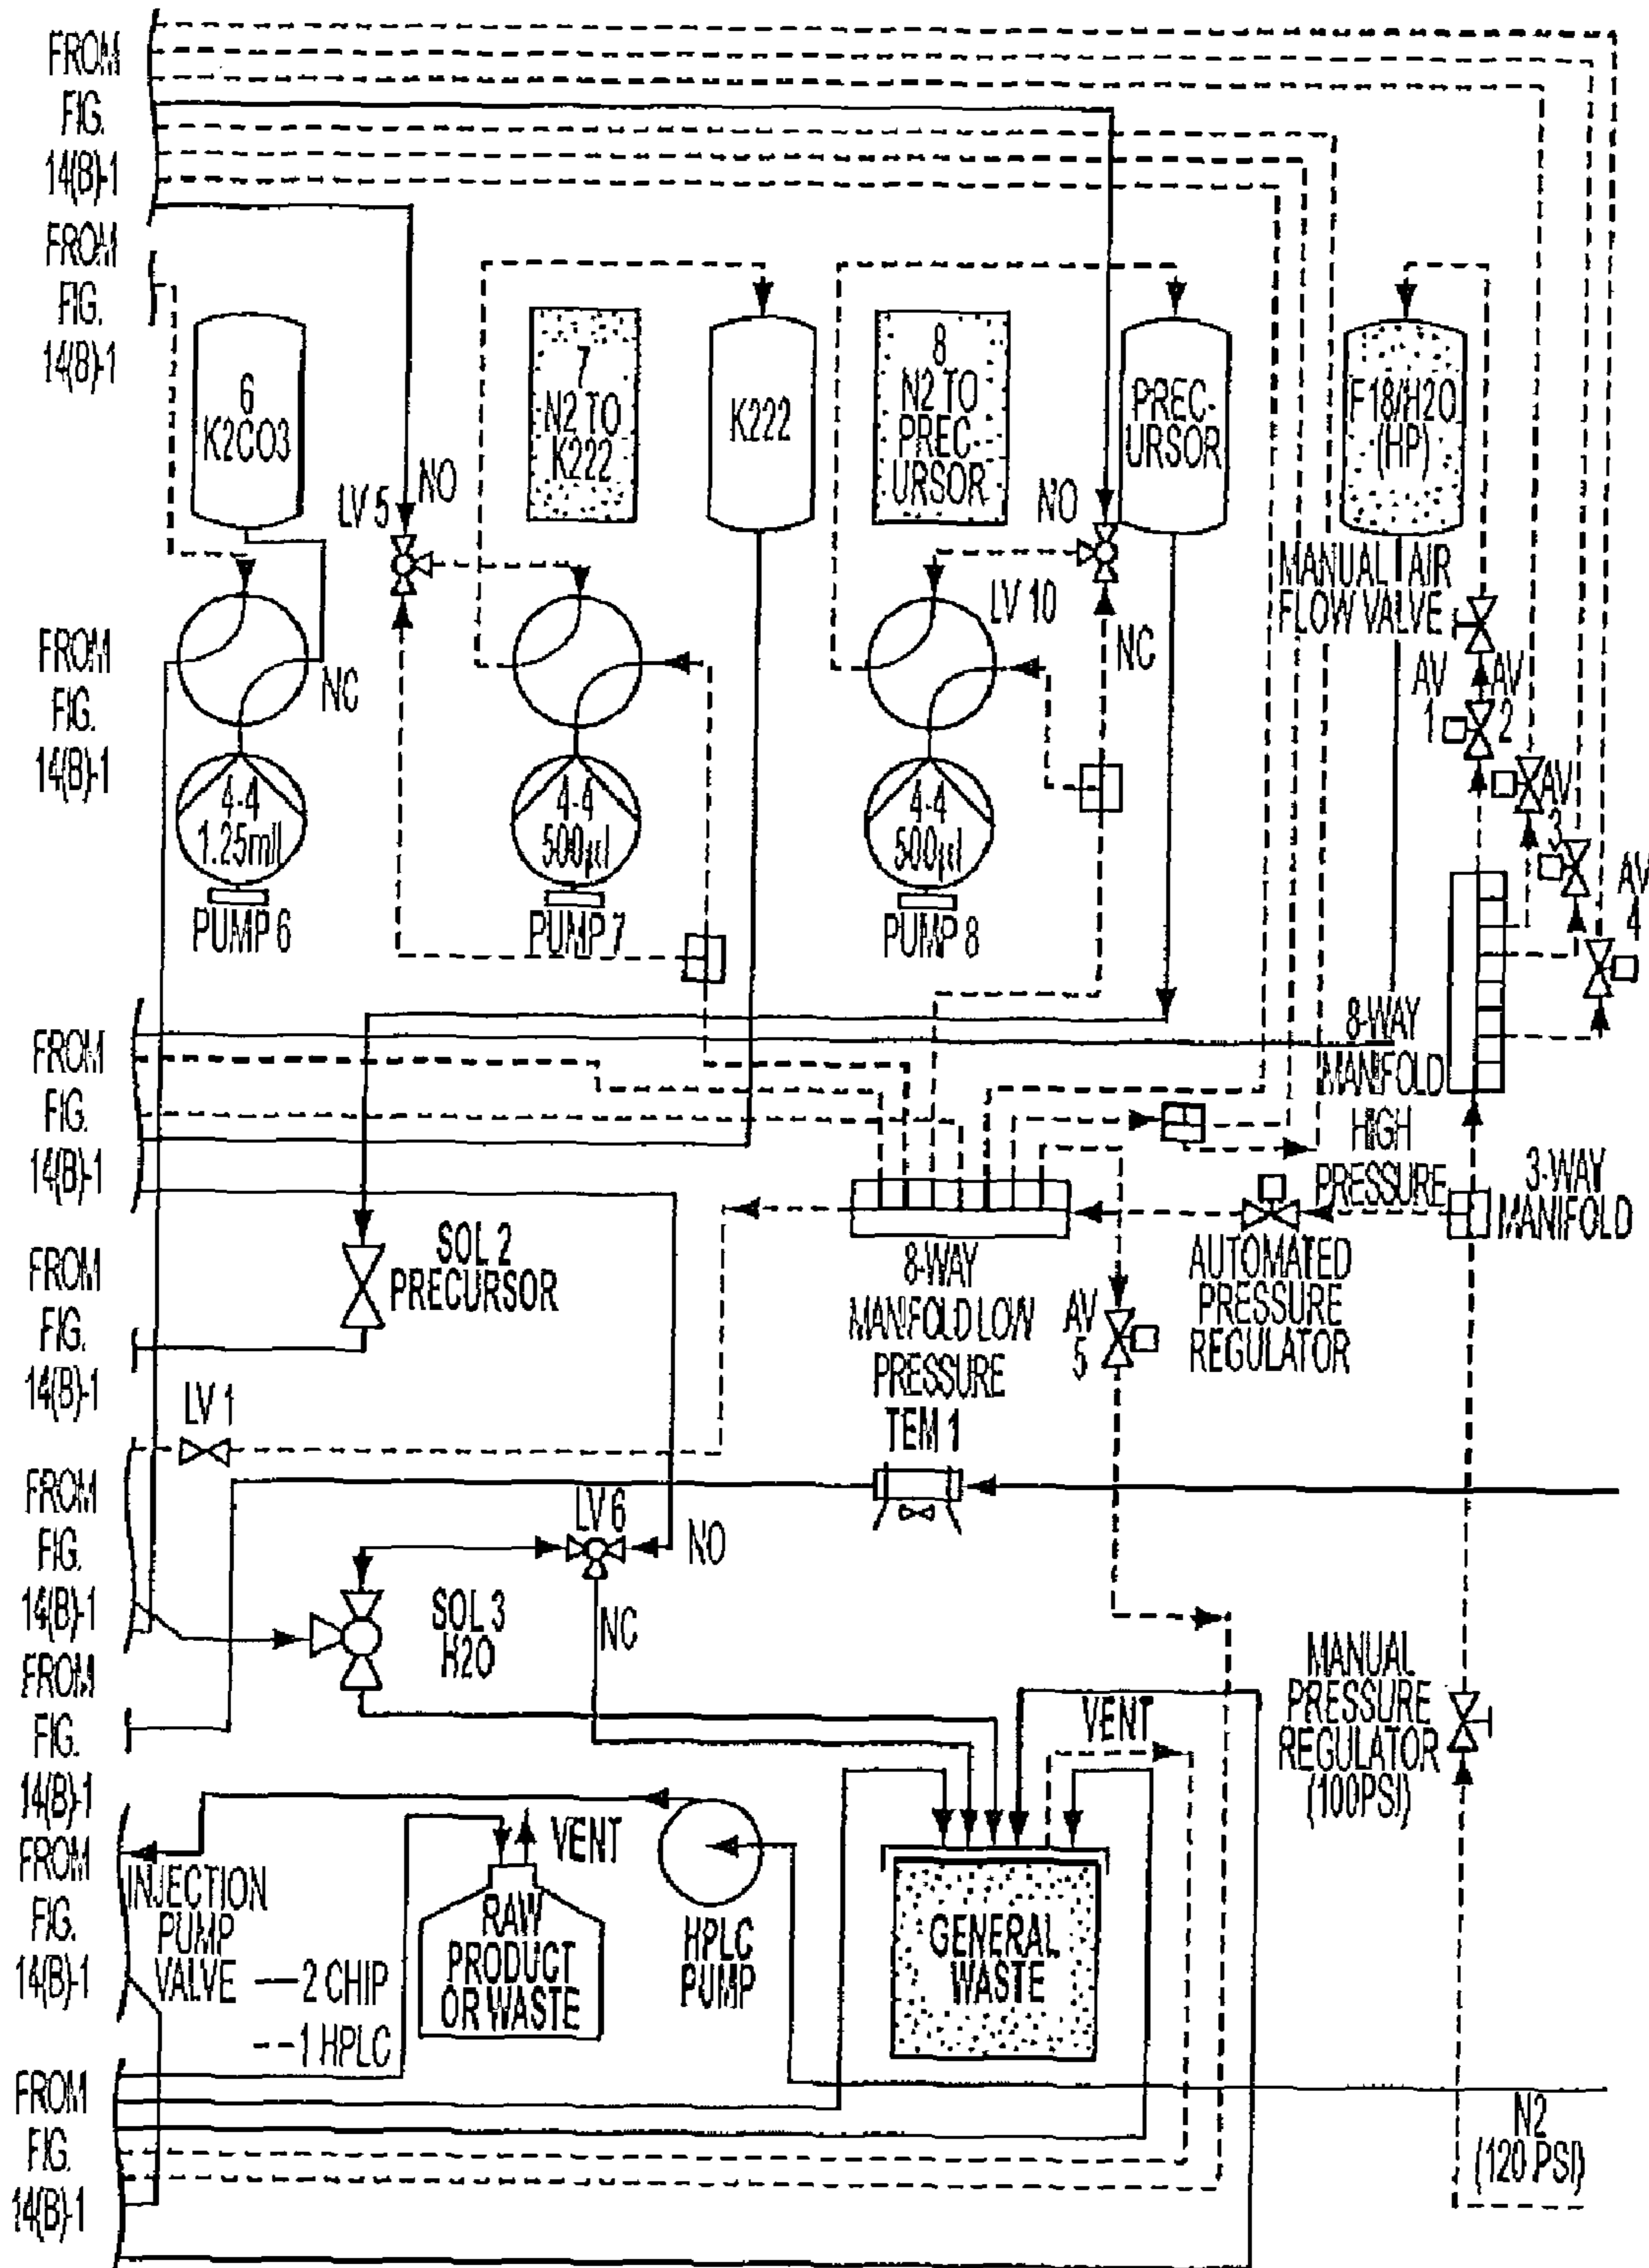 FROM
FIG.
14(B)-1
FROM
FIG.
14(B)-1
6
K2CO3
7
N2 TO
K222
K222
8
N2 TO
PREC-
URSOR
PREC-
URSOR
F18/H2O
(HP)
LV 5
NO
NO
MANUAL AIR
FLOW VALVE
LV 10
FROM
FIG.
14(B)-1
NC
NC
AV
1
AV
2
AV
3
AV
4
4-4
1.25ml
4-4
500µl
4-4
500µl
PUMP 6
PUMP 7
PUMP 8
FROM
FIG.
14(B)-1
8-WAY
MANIFOLD
HIGH
PRESSURE
3-WAY
MANIFOLD
FROM
FIG.
14(B)-1
SOL 2
PRECURSOR
8-WAY
MANIFOLD LOW
PRESSURE
AV
5
AUTOMATED
PRESSURE
REGULATOR
LV 1
TEM 1
FROM
FIG.
14(B)-1
LV 6
NO
SOL 3
H2O
NC
FROM
FIG.
14(B)-1
MANUAL
PRESSURE
REGULATOR
(100PSI)
VENT
VENT
FROM
FIG.
14(B)-1
INJECTION
PUMP
VALVE
2 CHIP
1 HPLC
RAW
PRODUCT
OR WASTE
HPLC
PUMP
GENERAL
WASTE
FROM
FIG.
14(B)-1
N2
(120 PSI)